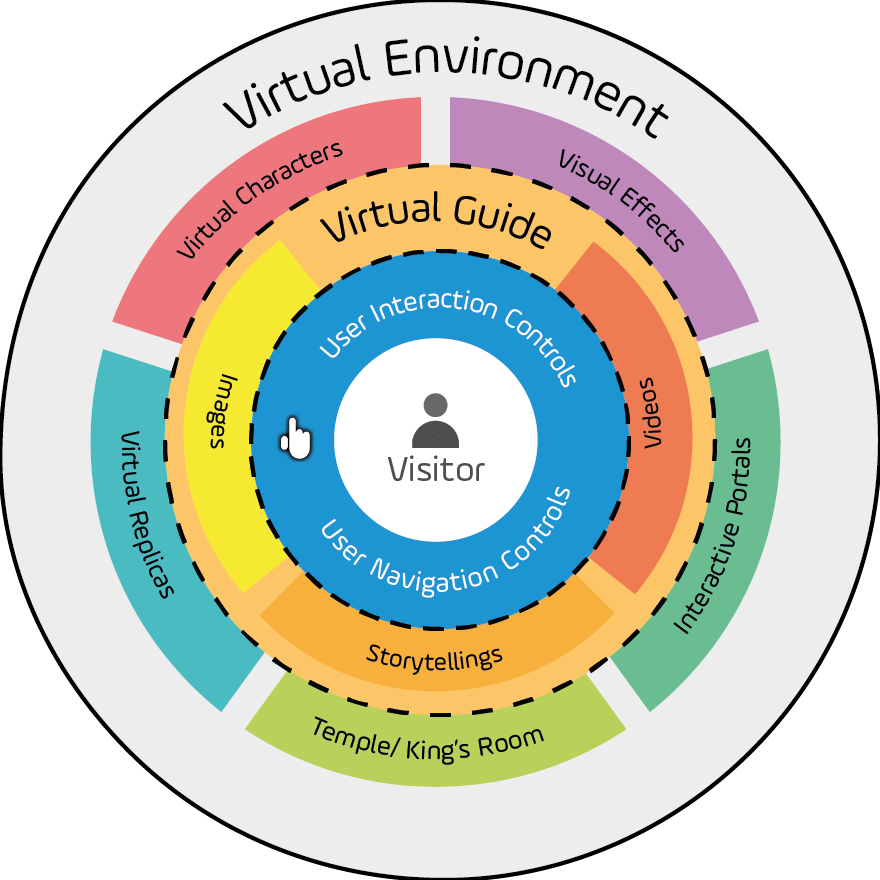 Virtual Environment
Virtual Characters
Visual Effects
Virtual Guide
User Interaction Controls
Images
Videos
Visitor
Virtual Replicas
Interactive Portals
User Navigation Controls
Storytellings
Temple/ King's Room